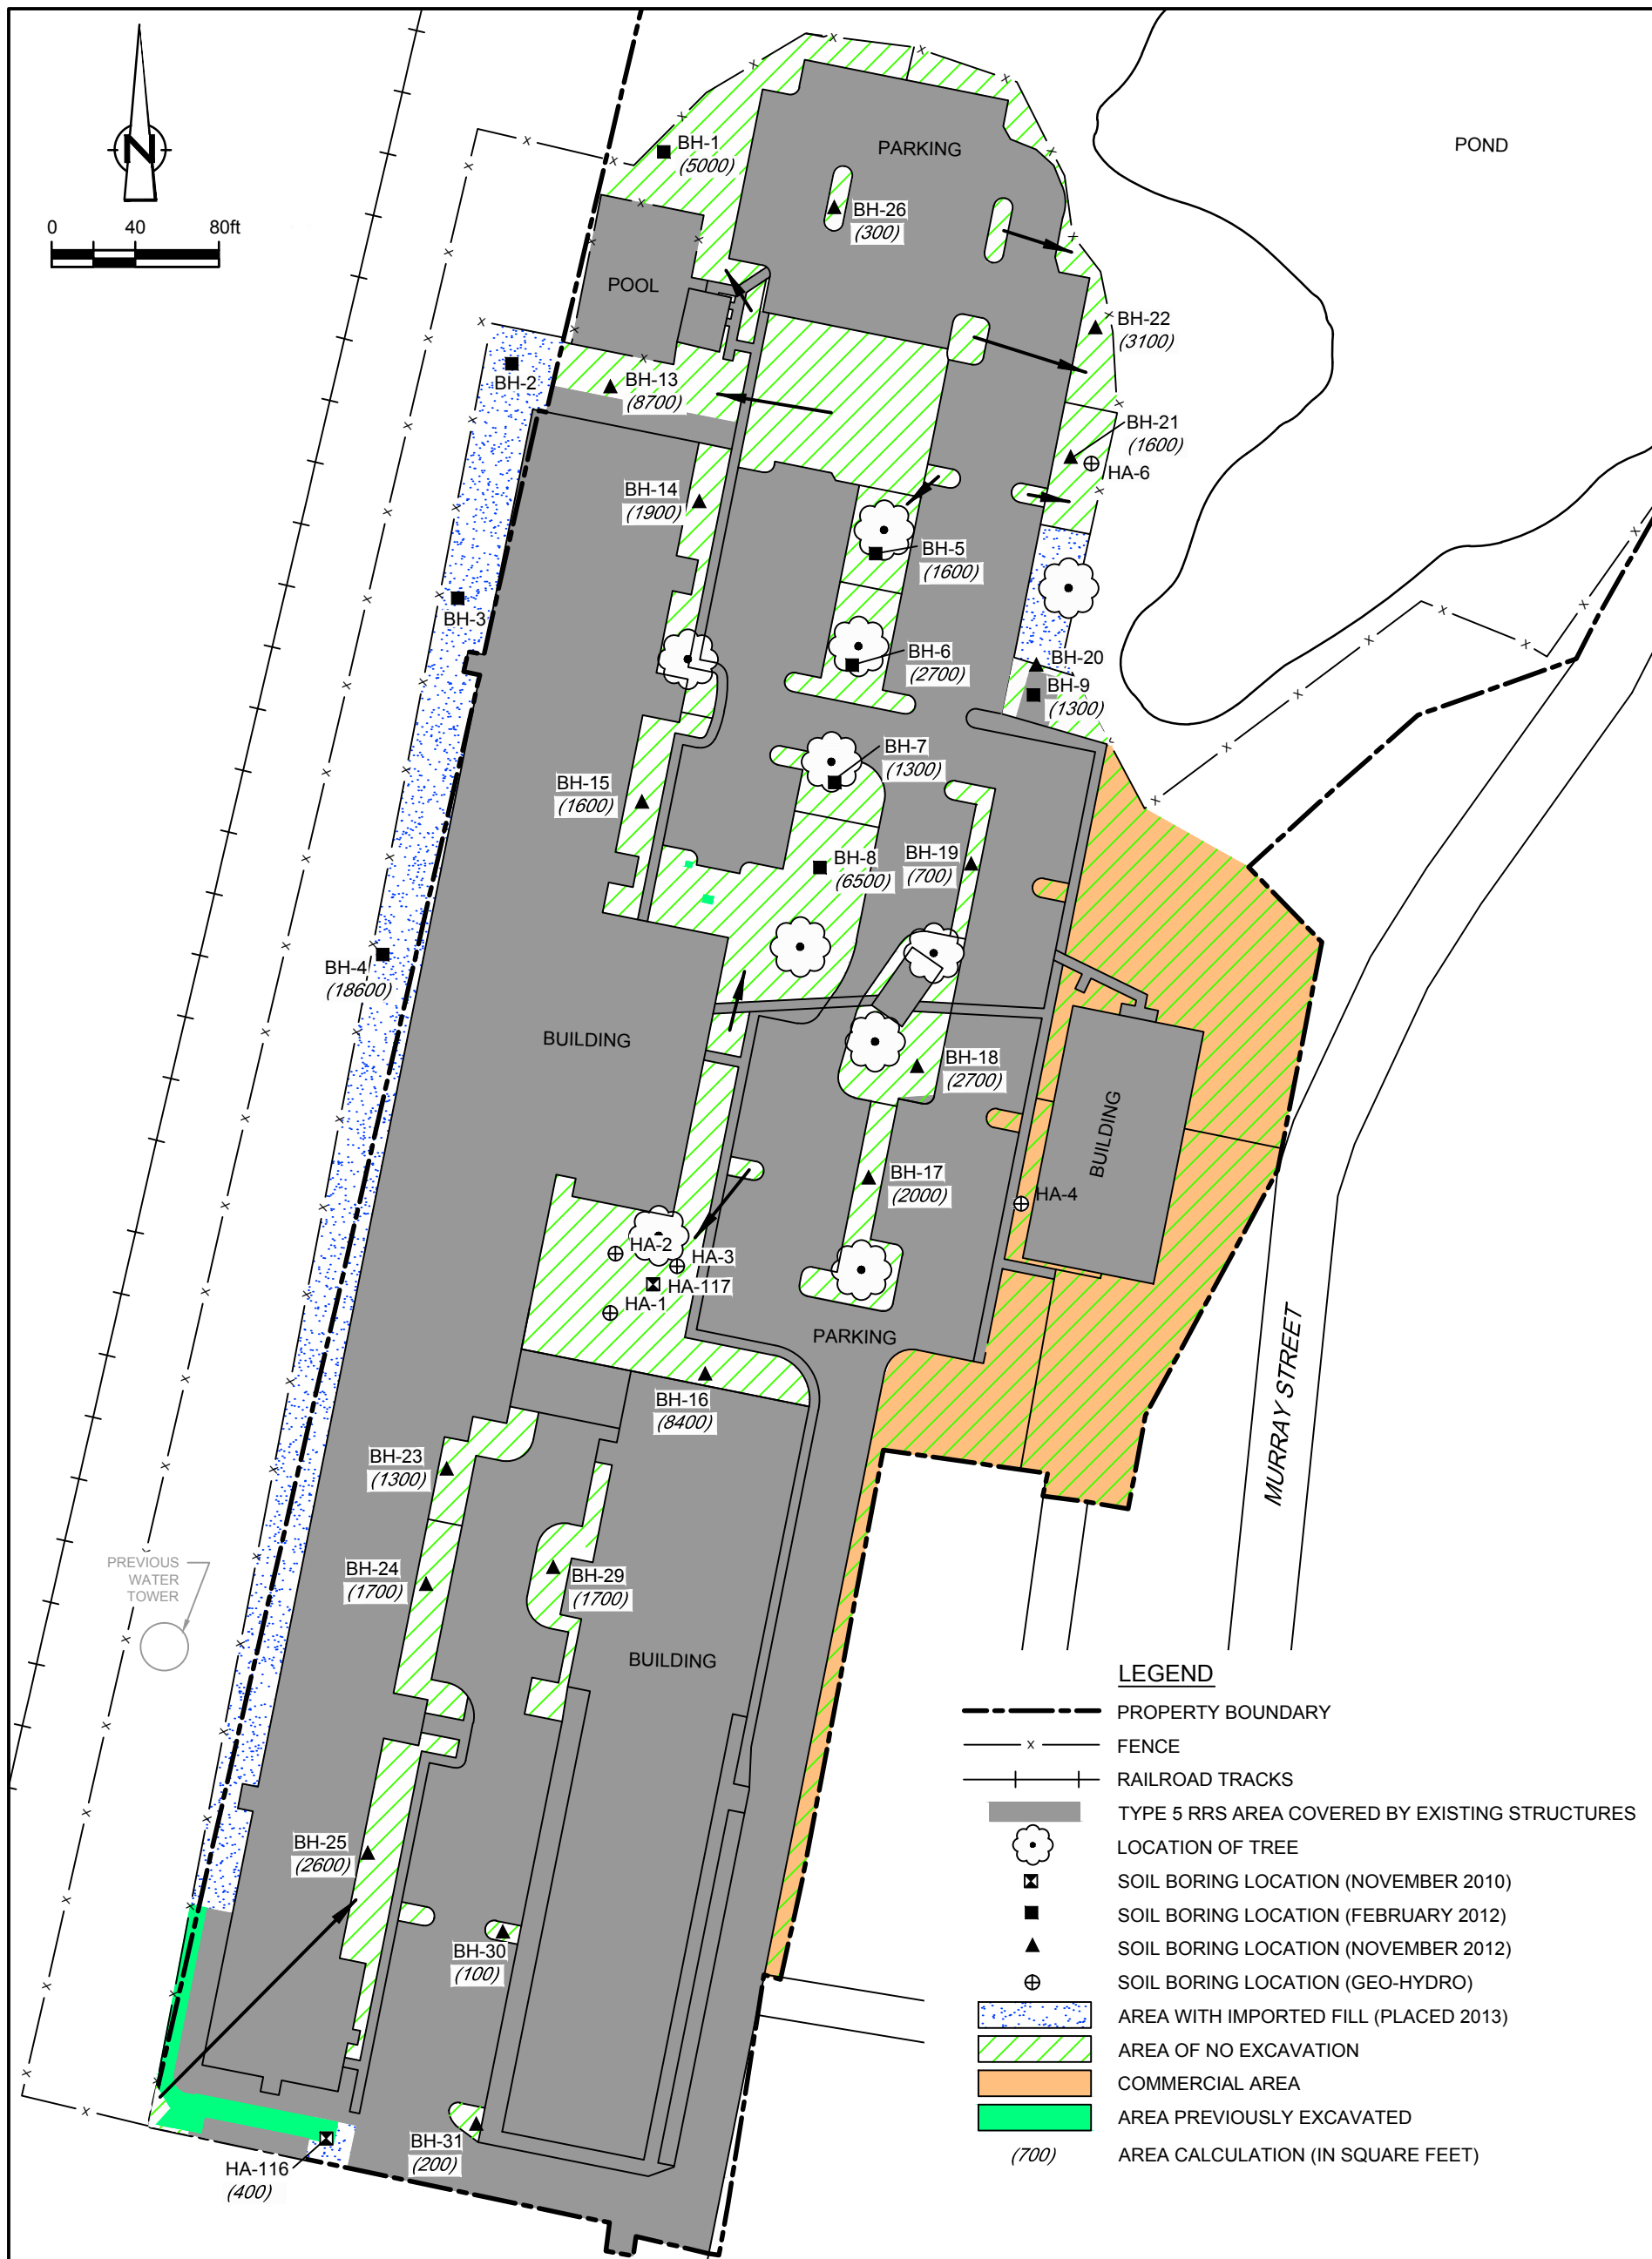 N
0 40 80ft
POND
PARKING
BH-1
(5000)
BH-26
(300)
POOL
BH-22
(3100)
BH-2
BH-13
(8700)
BH-21
(1600)
HA-6
BH-14
(1900)
BH-5
(1600)
BH-3
BH-6
(2700)
BH-20
BH-9
(1300)
BH-7
(1300)
BH-15
(1600)
BH-8
(6500)
BH-19
(700)
BH-4
(18600)
BUILDING
BH-18
(2700)
BUILDING
BH-17
(2000)
HA-4
HA-2
HA-3
HA-117
HA-1
PARKING
MURRAY STREET
BH-16
(8400)
BH-23
(1300)
PREVIOUS
WATER
TOWER
BH-24
(1700)
BH-29
(1700)
BUILDING
BH-25
(2600)
BH-30
(100)
BH-31
(200)
HA-116
(400)
LEGEND
PROPERTY BOUNDARY
x FENCE
RAILROAD TRACKS
TYPE 5 RRS AREA COVERED BY EXISTING STRUCTURES
LOCATION OF TREE
SOIL BORING LOCATION (NOVEMBER 2010)
SOIL BORING LOCATION (FEBRUARY 2012)
SOIL BORING LOCATION (NOVEMBER 2012)
SOIL BORING LOCATION (GEO-HYDRO)
AREA WITH IMPORTED FILL (PLACED 2013)
AREA OF NO EXCAVATION
COMMERCIAL AREA
AREA PREVIOUSLY EXCAVATED
(700) AREA CALCULATION (IN SQUARE FEET)